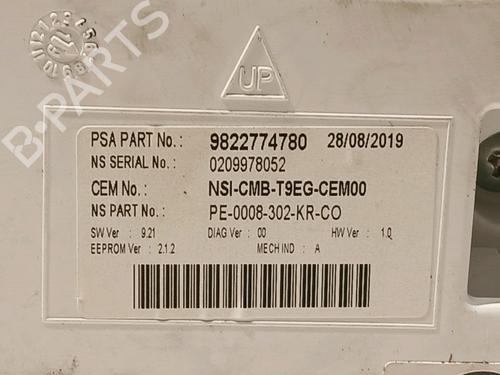 UP
PSA PART No.: 9822774780 28/08/2019
NS SERIAL No.: 0209978052
CEM No.: NSI-CMB-T9EG-CEM00
NS PART No.: PE-0008-302-KR-CO
SW Ver : 9.21 DIAG Ver : 00 HW Ver : 1.0
EEPROM Ver : 2.1.2 MECH IND : A
B-PARTS